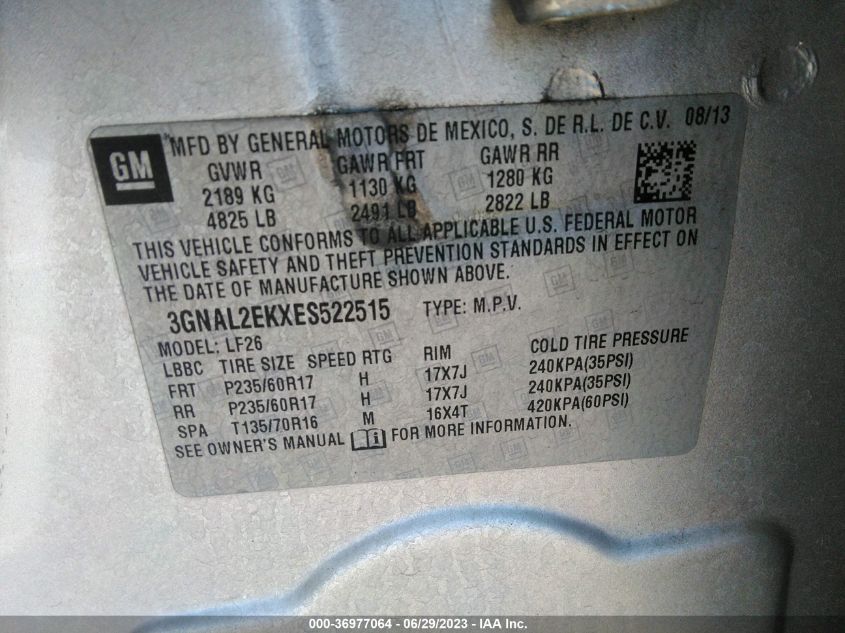 GM
MFD BY GENERAL MOTORS DE MEXICO, S. DE R.L. DE C.V. 08/13
GVWR GAWR FRT GAWR RR
2189 KG 1130 KG 1280 KG
4825 LB 2491 LB 2822 LB
THIS VEHICLE CONFORMS TO ALL APPLICABLE U.S. FEDERAL MOTOR
VEHICLE SAFETY AND THEFT PREVENTION STANDARDS IN EFFECT ON
THE DATE OF MANUFACTURE SHOWN ABOVE.
3GNAL2EKXES522515 TYPE: M.P.V.
MODEL: LF26
LBBC TIRE SIZE SPEED RTG RIM COLD TIRE PRESSURE
FRT P235/60R17 H 17X7J 240KPA(35PSI)
RR P235/60R17 H 17X7J 240KPA(35PSI)
SPA T135/70R16 M 16X4T 420KPA(60PSI)
SEE OWNER'S MANUAL FOR MORE INFORMATION.
000-36977064 - 06/29/2023 - IAA Inc.